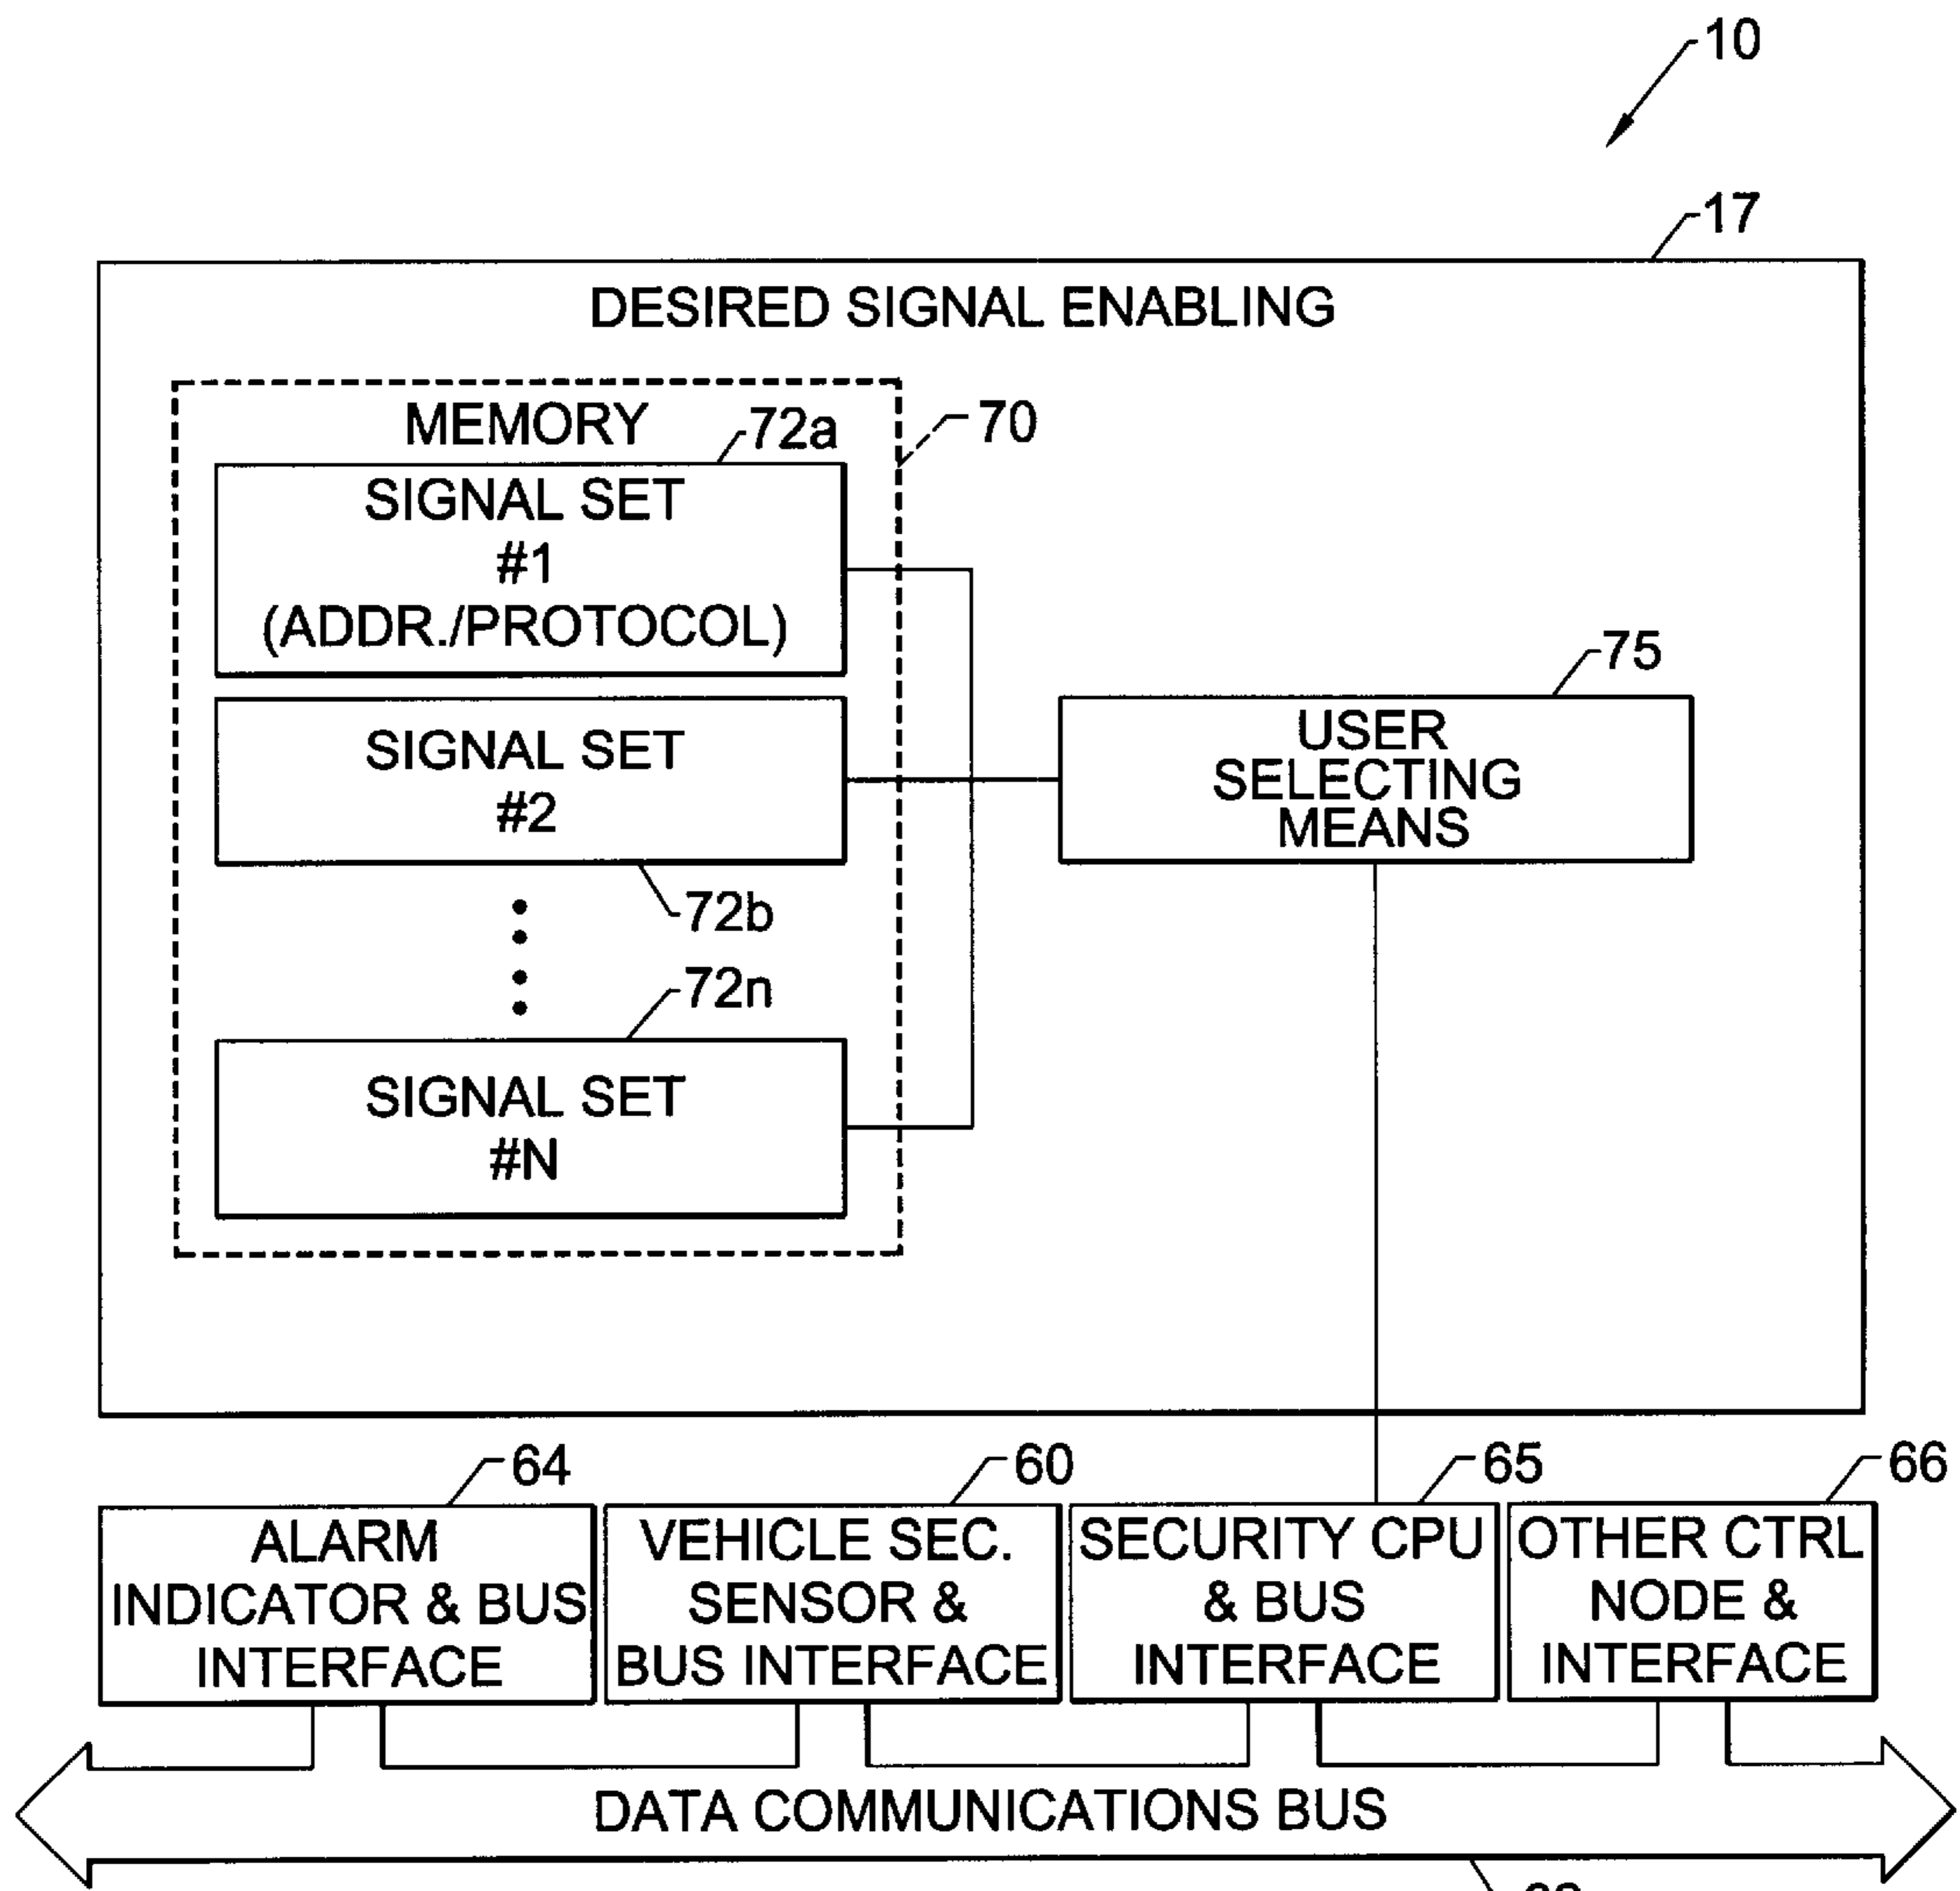 10
17
DESIRED SIGNAL ENABLING
MEMORY
70
72a
SIGNAL SET
#1
(ADDR./PROTOCOL)
75
USER
SELECTING
MEANS
SIGNAL SET
#2
72b
72n
SIGNAL SET
#N
64
60
65
66
ALARM
INDICATOR & BUS
INTERFACE
VEHICLE SEC.
SENSOR &
BUS INTERFACE
SECURITY CPU
& BUS
INTERFACE
OTHER CTRL
NODE &
INTERFACE
DATA COMMUNICATIONS BUS